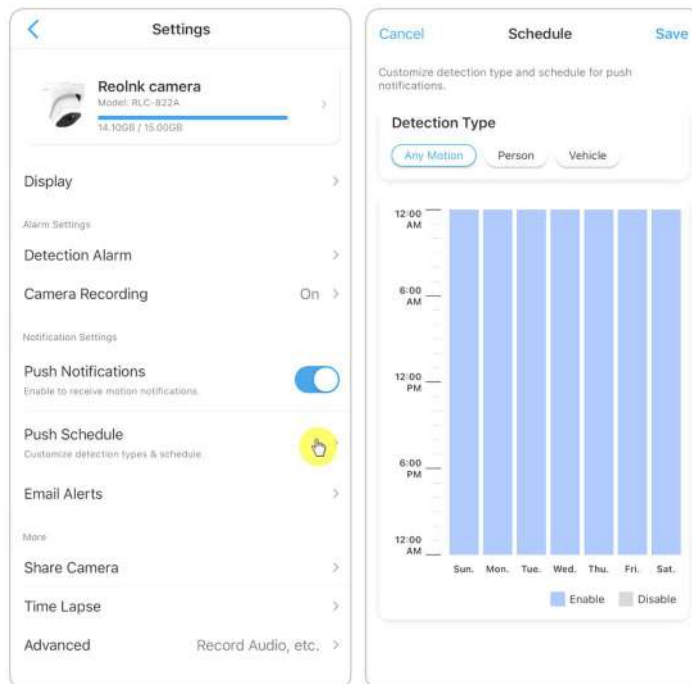 Settings
Reolnk camera
Model: RLC-822A
14.10GB / 15.00GB
Display
Alarm Settings
Detection Alarm
Camera Recording On
Notification Settings
Push Notifications
Enable to receive motion notifications.
Push Schedule
Customize detection types & schedule.
Email Alerts
More
Share Camera
Time Lapse
Advanced Record Audio, etc.
Cancel Schedule Save
Customize detection type and schedule for push
notifications.
Detection Type
Any Motion Person Vehicle
12:00
AM
6:00
AM
12:00
PM
6:00
PM
12:00
AM
Sun. Mon. Tue. Wed. Thu. Fri. Sat.
Enable Disable